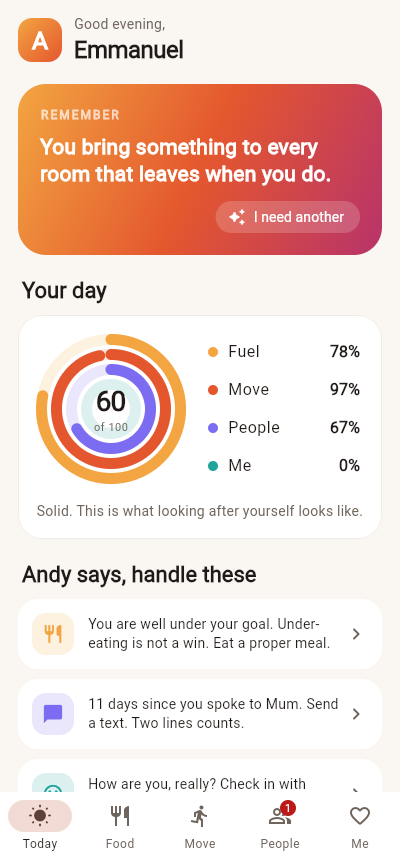 A
Good evening,
Emmanuel
REMEMBER
You bring something to every
room that leaves when you do.
I need another
Your day
60
of 100
Fuel 78%
Move 97%
People 67%
Me 0%
Solid. This is what looking after yourself looks like.
Andy says, handle these
You are well under your goal. Under-
eating is not a win. Eat a proper meal.
11 days since you spoke to Mum. Send
a text. Two lines counts.
How are you, really? Check in with
1
Today Food Move People Me